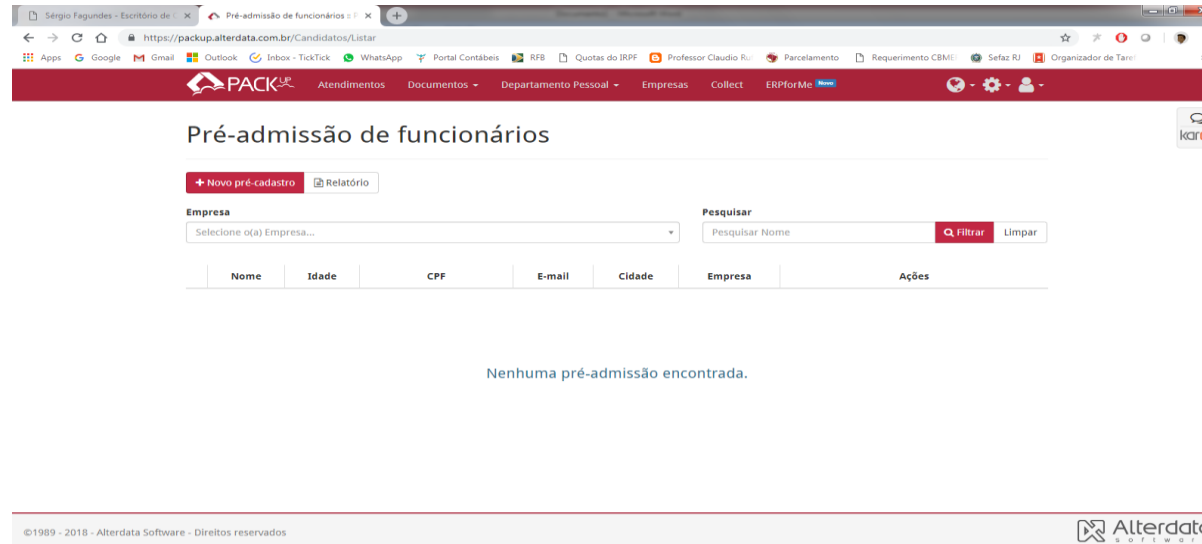 Sérgio Fagundes - Escritório de C
Pré-admissão de funcionários :: P
https://packup.alterdata.com.br/Candidatos/Listar
Apps Google Gmail Outlook Inbox - TickTick WhatsApp Portal Contábeis RFB Quotas do IRPF Professor Claudio Ru Parcelamento Requerimento CBME Sefaz RJ Organizador de Taref
PACKUP Atendimentos Documentos Departamento Pessoal Empresas Collect ERPforMe Novo
Pré-admissão de funcionários
+ Novo pré-cadastro Relatório
Empresa Pesquisar
Selecione o(a) Empresa... Pesquisar Nome Filtrar Limpar
Nome Idade CPF E-mail Cidade Empresa Ações
Nenhuma pré-admissão encontrada.
©1989 - 2018 - Alterdata Software - Direitos reservados
Alterdata
softwar